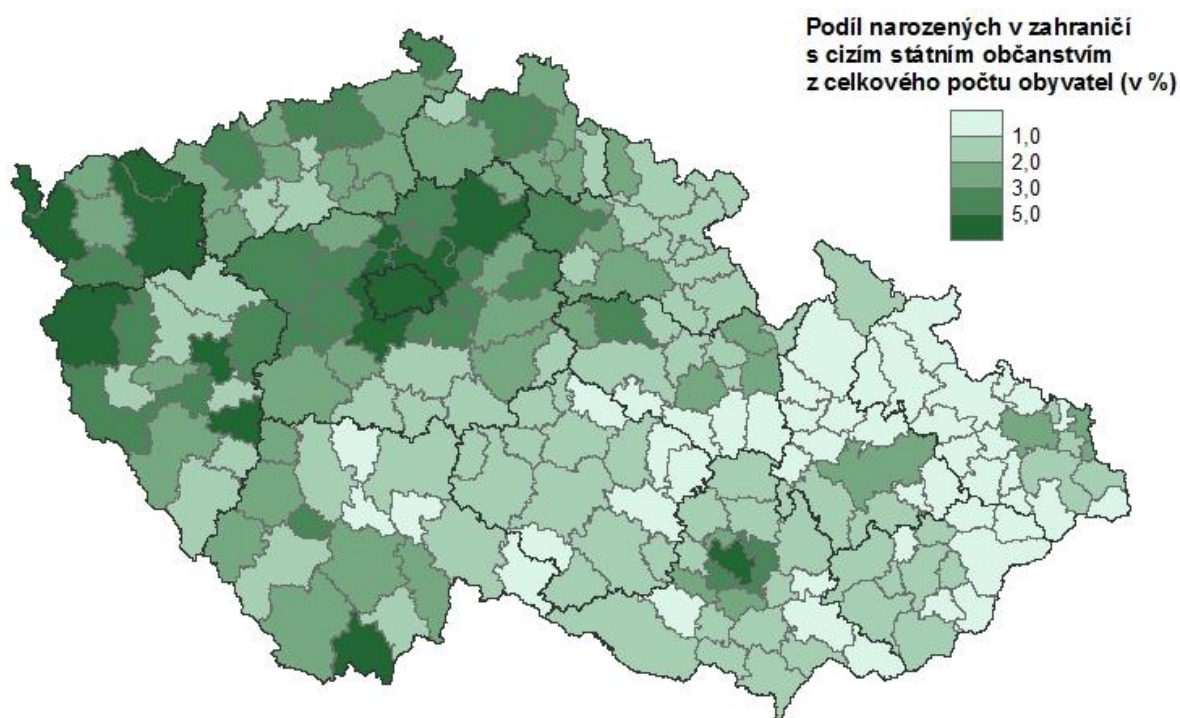 Podíl narozených v zahraničí
s cizím státním občanstvím
z celkového počtu obyvatel (v %)
1,0
2,0
3,0
5,0